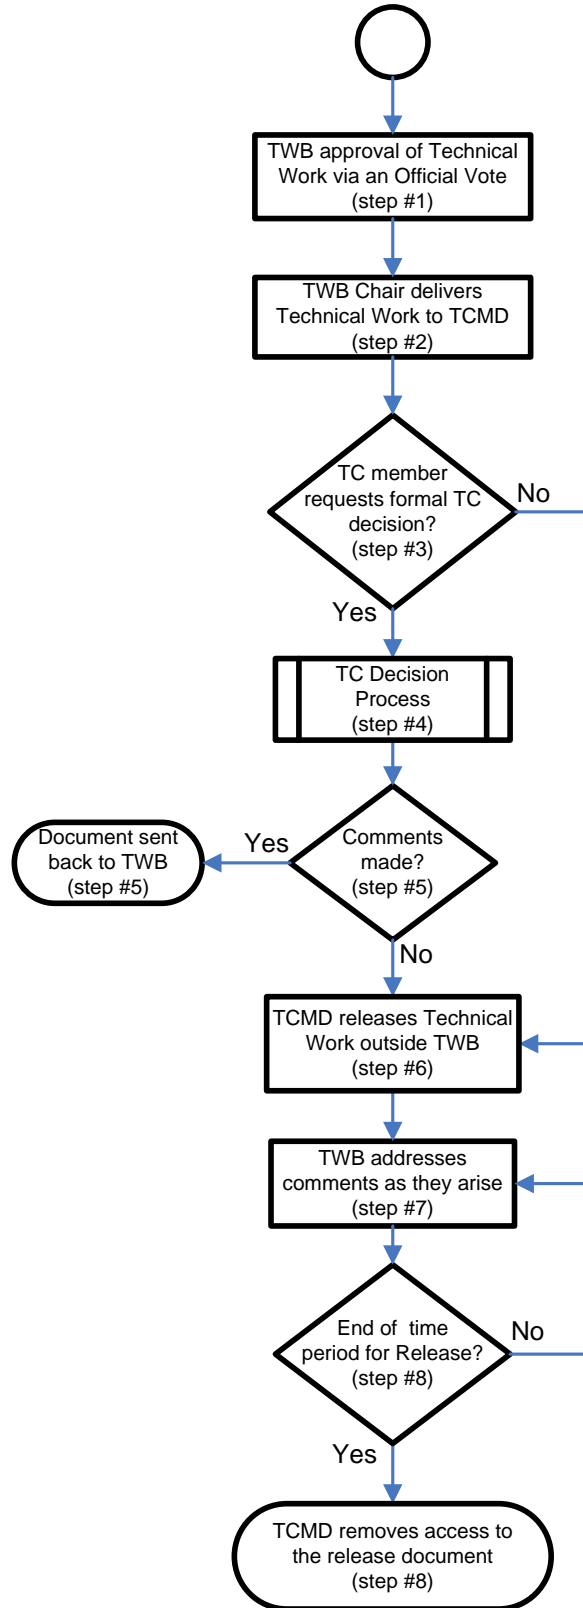 TWB approval of Technical
Work via an Official Vote
(step #1)
TWB Chair delivers
Technical Work to TCMD
(step #2)
TC member
requests formal TC
decision?
(step #3)
No
Yes
TC Decision
Process
(step #4)
Document sent
back to TWB
(step #5)
Yes
Comments
made?
(step #5)
No
TCMD releases Technical
Work outside TWB
(step #6)
TWB addresses
comments as they arise
(step #7)
End of time
period for Release?
(step #8)
No
Yes
TCMD removes access to
the release document
(step #8)